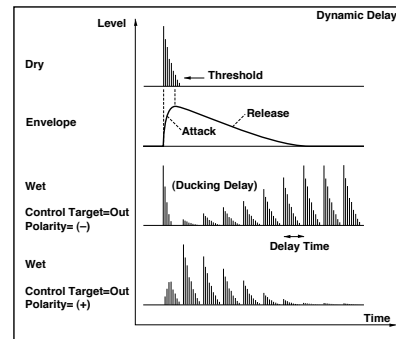 Dynamic Delay
Level
Dry
Threshold
Envelope
Release
Attack
Wet
(Ducking Delay)
Control Target=Out
Polarity= (–)
Delay Time
Wet
Control Target=Out
Polarity= (+)
Time